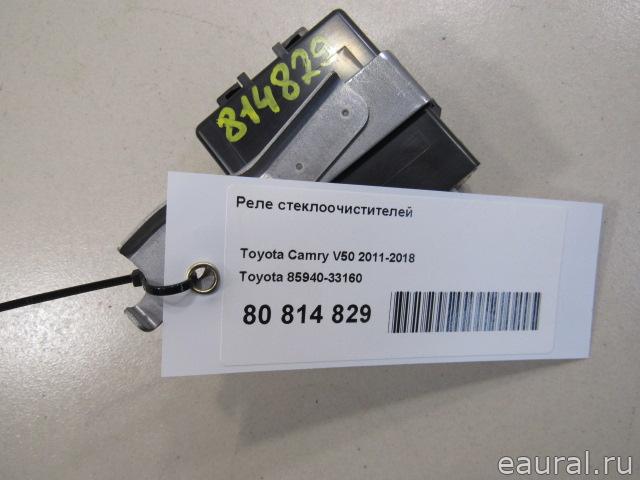 814829
Реле стеклоочистителей
Toyota Camry V50 2011-2018
Toyota 85940-33160
80 814 829
eaural.ru